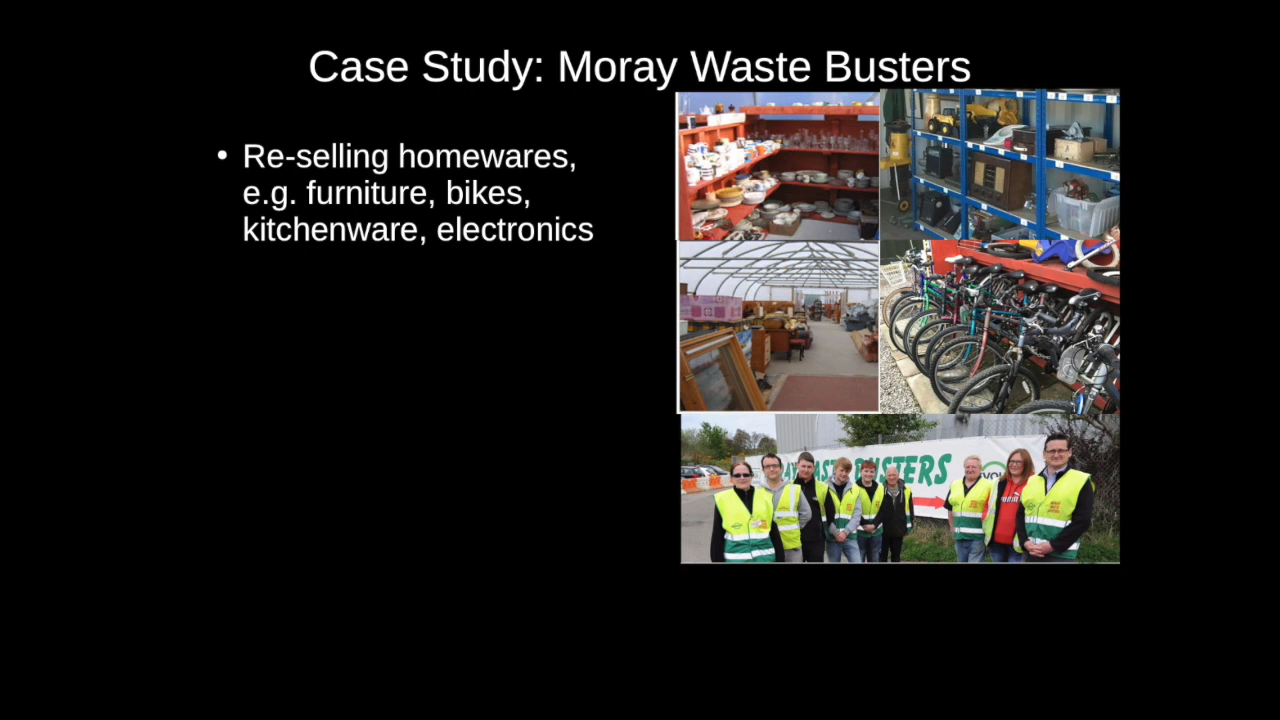 Case Study: Moray Waste Busters
• Re-selling homewares,
e.g. furniture, bikes,
kitchenware, electronics